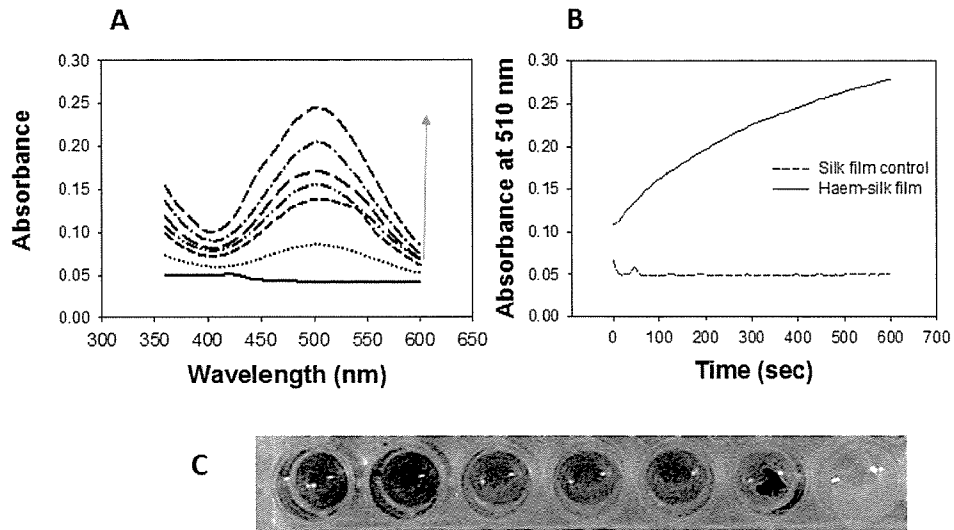 A
Absorbance
0.30
0.25
0.20
0.15
0.10
0.05
0.00
300 350 400 450 500 550 600 650
Wavelength (nm)
B
Absorbance at 510 nm
0.30
0.25
0.20
0.15
0.10
0.05
0.00
Silk film control
Haem-silk film
0 100 200 300 400 500 600 700
Time (sec)
C